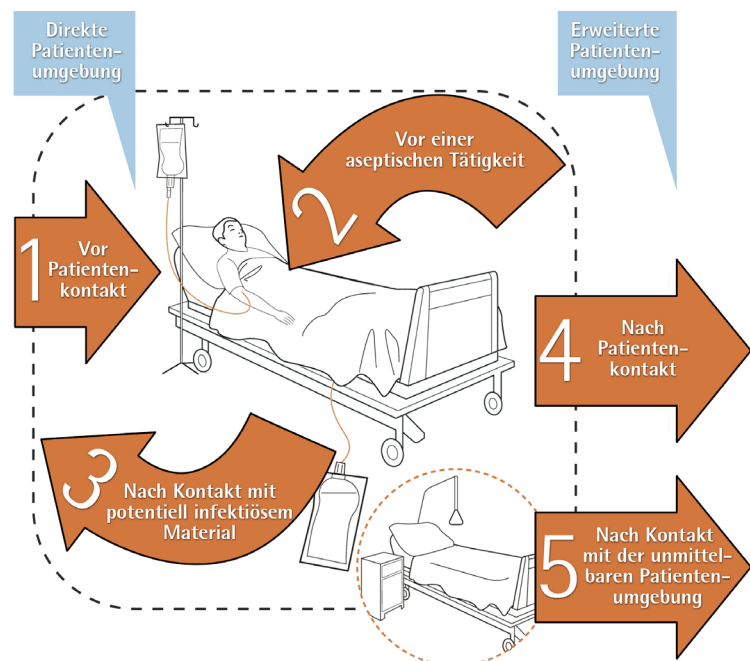 Direkte
Patienten-
umgebung
Erweiterte
Patienten-
umgebung
1
Vor
Patienten-
kontakt
2
Vor einer
aseptischen Tätigkeit
3
Nach Kontakt mit
potentiell infektiösem
Material
4
Nach
Patienten-
kontakt
5
Nach Kontakt
mit der unmittel-
baren Patienten-
umgebung